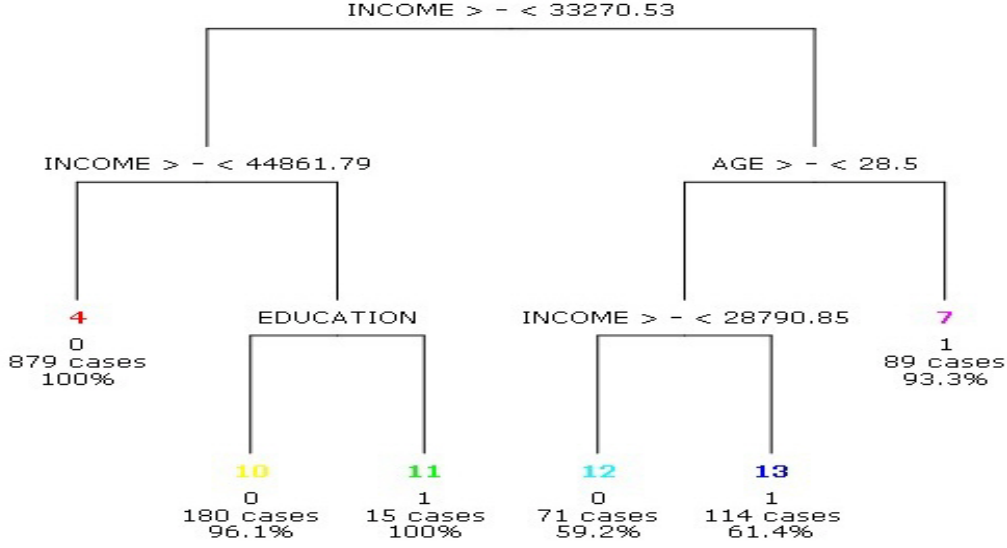 INCOME > - < 33270.53
INCOME > - < 44861.79
AGE > - < 28.5
4
0
879 cases
100%
EDUCATION
INCOME > - < 28790.85
7
1
89 cases
93.3%
10
0
180 cases
96.1%
11
1
15 cases
100%
12
0
71 cases
59.2%
13
1
114 cases
61.4%